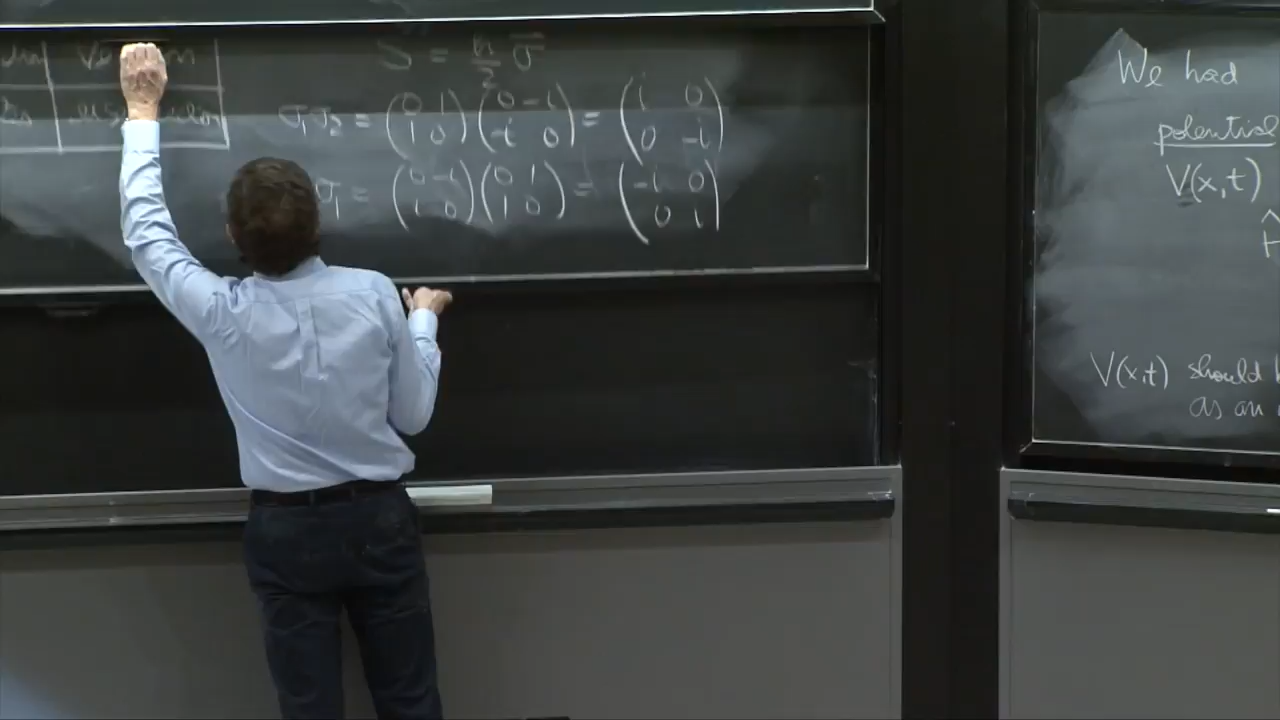 S = ħ/2 σ
σ₁σ₂ = (0 1; 1 0)(0 -i; i 0) = (i 0; 0 -i)
σ₁ = (0 -i; i 0)(0 1; 1 0) = (-i 0; 0 i)
We had
potential
V(x,t)
Ĥ
V(x,t) should
as an